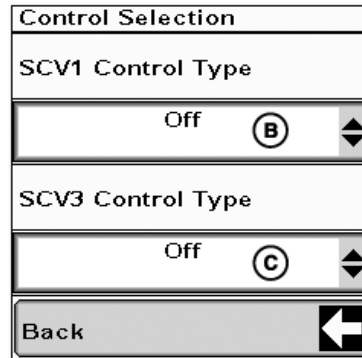 Control Selection
SCV1 Control Type
Off B
SCV3 Control Type
Off C
Back